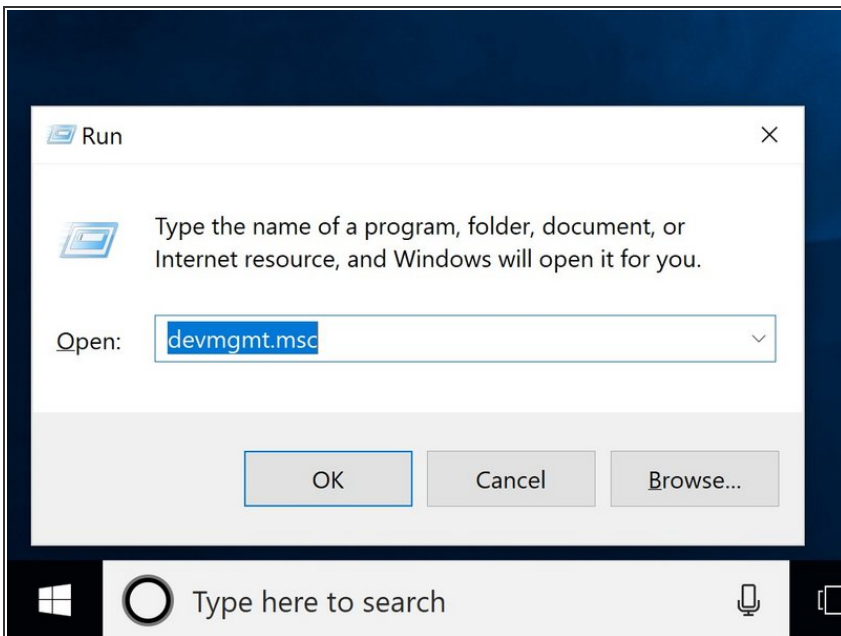 Run
Type the name of a program, folder, document, or
Internet resource, and Windows will open it for you.
Open:
devmgmt.msc
OK
Cancel
Browse...
Type here to search